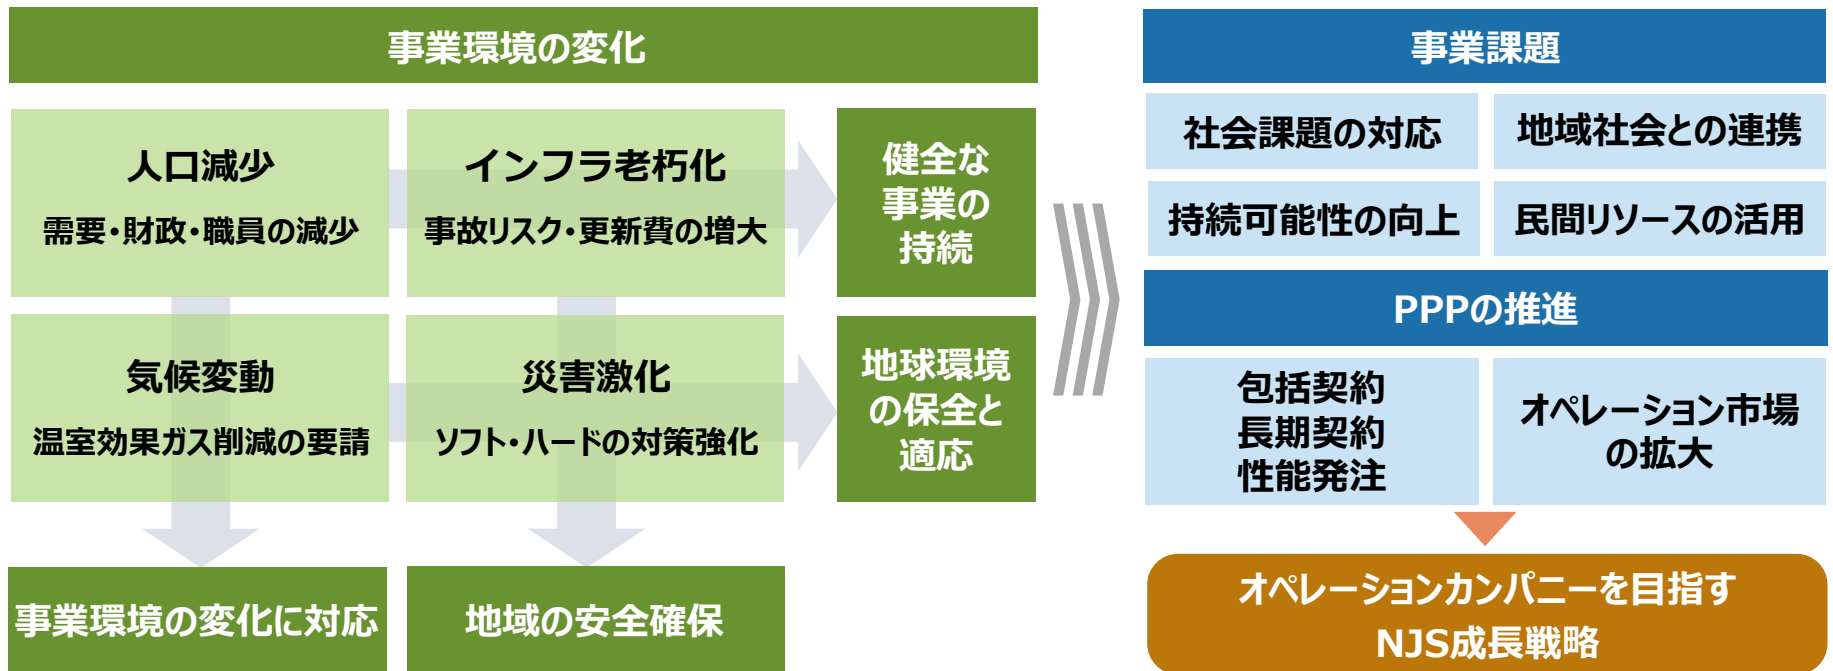 事業環境の変化
人口減少
需要・財政・職員の減少
インフラ老朽化
事故リスク・更新費の増大
健全な
事業の
持続
気候変動
温室効果ガス削減の要請
災害激化
ソフト・ハードの対策強化
地球環境
の保全と
適応
事業環境の変化に対応
地域の安全確保
事業課題
社会課題の対応
地域社会との連携
持続可能性の向上
民間リソースの活用
PPPの推進
包括契約
長期契約
性能発注
オペレーション市場
の拡大
オペレーションカンパニーを目指す
NJS成長戦略